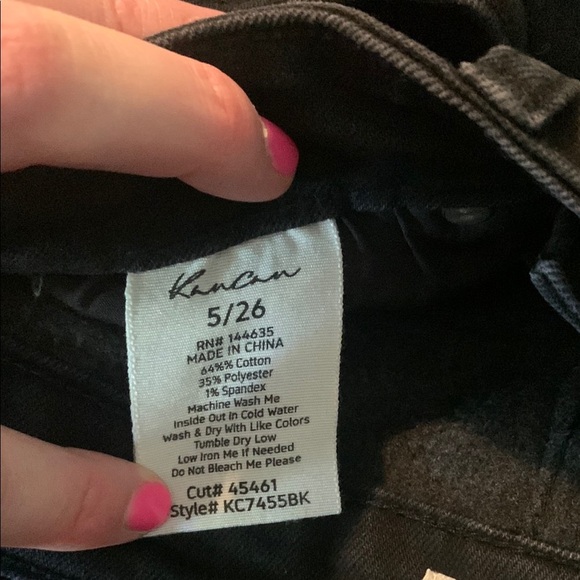 KanCan
5/26
RN# 144635
MADE IN CHINA
64%% Cotton
35% Polyester
1% Spandex
Machine Wash Me
Inside Out In Cold Water
Wash & Dry With Like Colors
Tumble Dry Low
Low Iron Me If Needed
Do Not Bleach Me Please
Cut# 45461
Style# KC7455BK